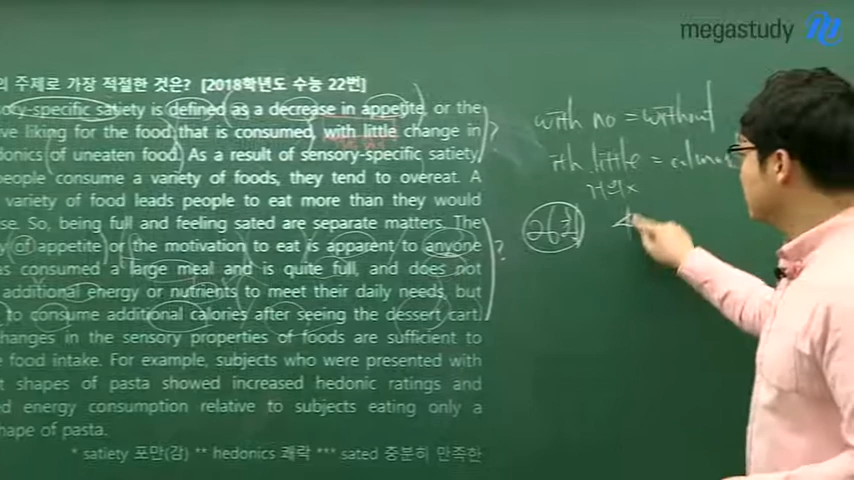 megastudy
의 주제로 가장 적절한 것은? [2018학년도 수능 22번]
ory-specific satiety is defined as a decrease in appetite, or the
ve liking for the food that is consumed, with little change in
donics of uneaten food. As a result of sensory-specific satiety,
people consume a variety of foods, they tend to overeat. A
variety of food leads people to eat more than they would
se. So, being full and feeling sated are separate matters. The
y of appetite or the motivation to eat is apparent to anyone
as consumed a large meal and is quite full, and does not
additional energy or nutrients to meet their daily needs, but
to consume additional calories after seeing the dessert cart.
changes in the sensory properties of foods are sufficient to
food intake. For example, subjects who were presented with
t shapes of pasta showed increased hedonic ratings and
ed energy consumption relative to subjects eating only a
shape of pasta.
* satiety 포만(감) ** hedonics 쾌락 *** sated 충분히 만족한
with no = without
ith little =
거의 x